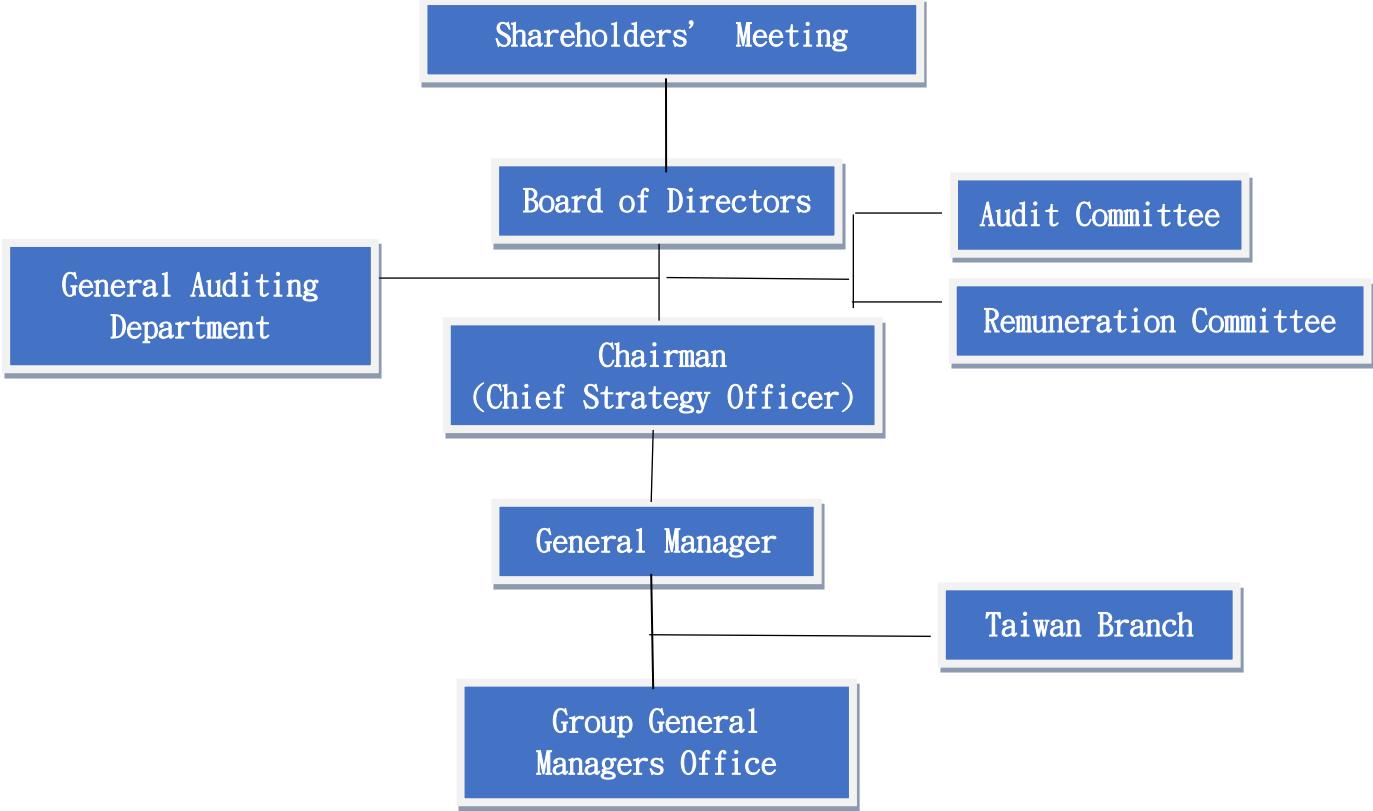 Shareholders’ Meeting
Board of Directors
Audit Committee
General Auditing
Department
Remuneration Committee
Chairman
(Chief Strategy Officer)
General Manager
Taiwan Branch
Group General
Managers Office